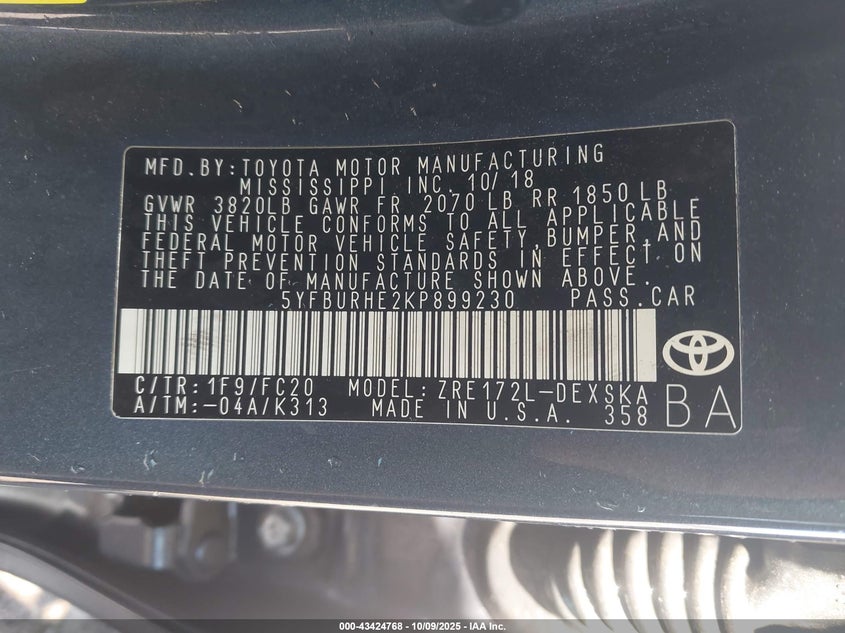 MFD.BY:TOYOTA MOTOR MANUFACTURING
MISSISSIPPI INC. 10/18
GVWR 3820LB GAWR FR 2070 LB RR 1850 LB
THIS VEHICLE CONFORMS TO ALL APPLICABLE
FEDERAL MOTOR VEHICLE SAFETY,BUMPER,AND
THEFT PREVENTION STANDARDS IN EFFECT ON
THE DATE OF MANUFACTURE SHOWN ABOVE.
5YFBURHE2KP899230 PASS.CAR
C/TR:1F9/FC20 MODEL:ZRE172L-DEXSKA
A/TM:-04A/K313 MADE IN U.S.A. 358
BA
000-43424768 - 10/09/2025 - IAA Inc.